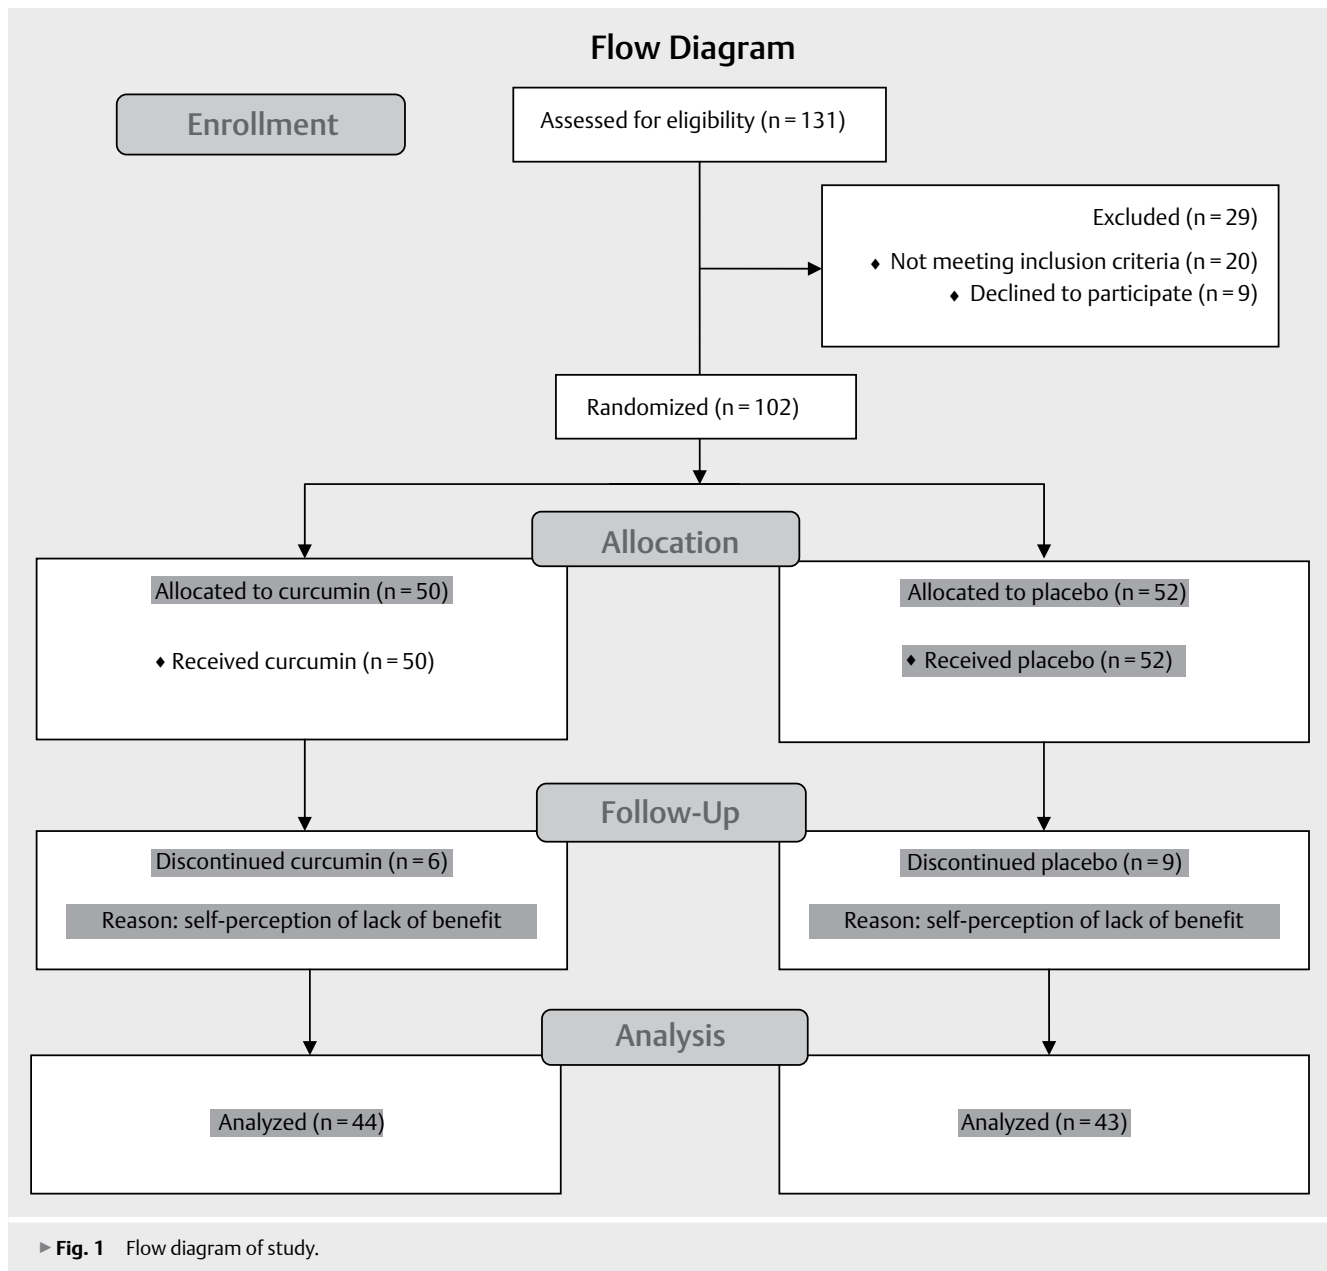 Flow Diagram
Enrollment
Assessed for eligibility (n = 131)
Excluded (n = 29)
♦ Not meeting inclusion criteria (n = 20)
♦ Declined to participate (n = 9)
Randomized (n = 102)
Allocation
Allocated to curcumin (n = 50)
♦ Received curcumin (n = 50)
Allocated to placebo (n = 52)
♦ Received placebo (n = 52)
Follow-Up
Discontinued curcumin (n = 6)
Reason: self-perception of lack of benefit
Discontinued placebo (n = 9)
Reason: self-perception of lack of benefit
Analysis
Analyzed (n = 44)
Analyzed (n = 43)
▶ Fig. 1 Flow diagram of study.